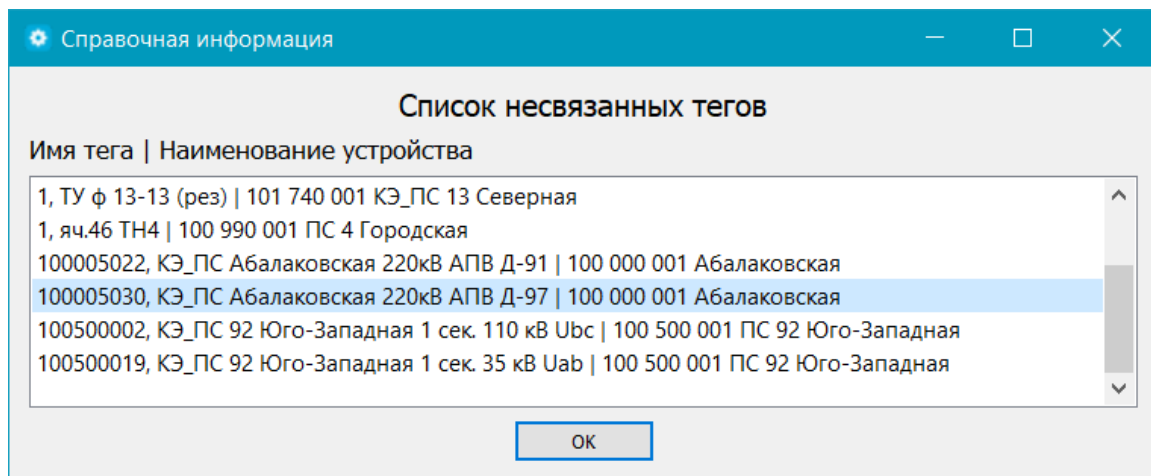 Справочная информация
Список несвязанных тегов
Имя тега | Наименование устройства
1, ТУ ф 13-13 (рез) | 101 740 001 КЭ_ПС 13 Северная
1, яч.46 ТН4 | 100 990 001 ПС 4 Городская
100005022, КЭ_ПС Абалаковская 220кВ АПВ Д-91 | 100 000 001 Абалаковская
100005030, КЭ_ПС Абалаковская 220кВ АПВ Д-97 | 100 000 001 Абалаковская
100500002, КЭ_ПС 92 Юго-Западная 1 сек. 110 кВ Ubc | 100 500 001 ПС 92 Юго-Западная
100500019, КЭ_ПС 92 Юго-Западная 1 сек. 35 кВ Uab | 100 500 001 ПС 92 Юго-Западная
ОК